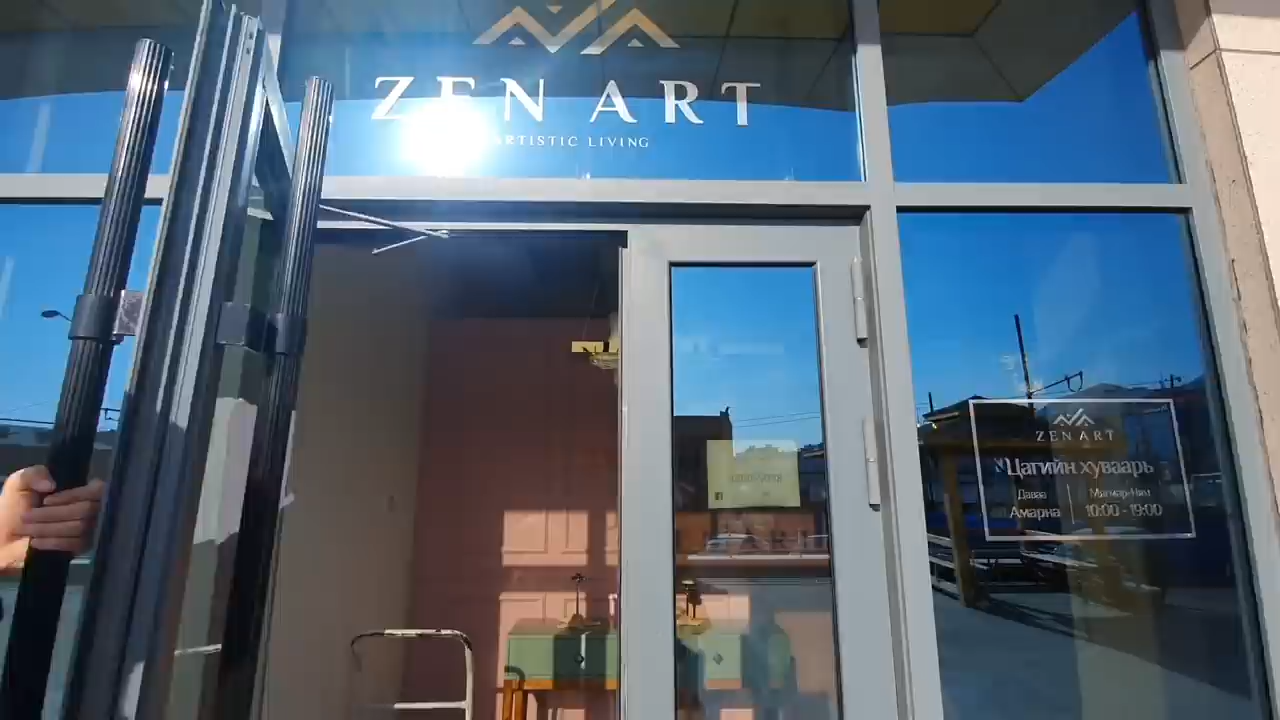 ZEN ART
ARTISTIC LIVING
ZEN ART
Цагийн хуваарь
Даваа
Амарна
Мягмар-Ням
10:00 - 19:00